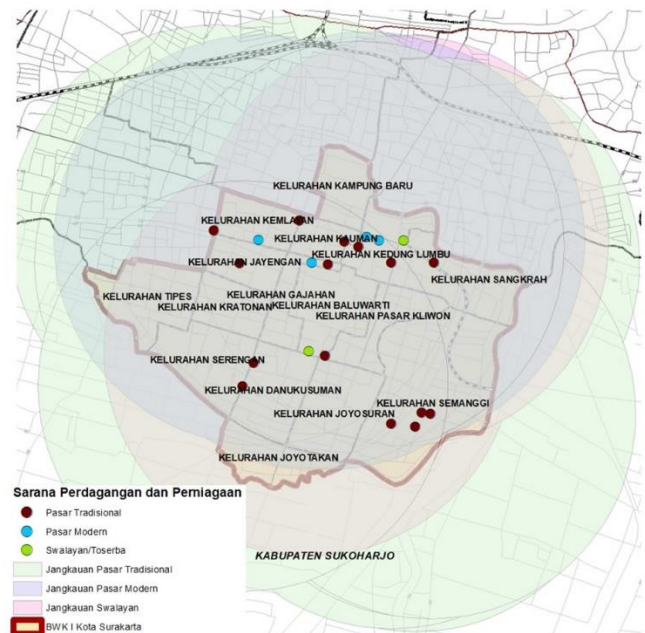 KELURAHAN KAMPUNG BARU
KELURAHAN KEMLAYAN
KELURAHAN KAUMAN
KELURAHAN KEDUNG LUMBU
KELURAHAN JAYENGAN
KELURAHAN SANGKRAH
KELURAHAN TIPES
KELURAHAN GAJAHAN
KELURAHAN KRATONAN
KELURAHAN BALUWARTI
KELURAHAN PASAR KLIWON
KELURAHAN SERENGAN
KELURAHAN DANUKUSUMAN
KELURAHAN SEMANGGI
KELURAHAN JOYOSURAN
KELURAHAN JOYOTAKAN
KABUPATEN SUKOHARJO
Sarana Perdagangan dan Perniagaan
Pasar Tradisional
Pasar Modern
Swalayan/Toserba
Jangkauan Pasar Tradisional
Jangkauan Pasar Modern
Jangkauan Swalayan
BWK I Kota Surakarta